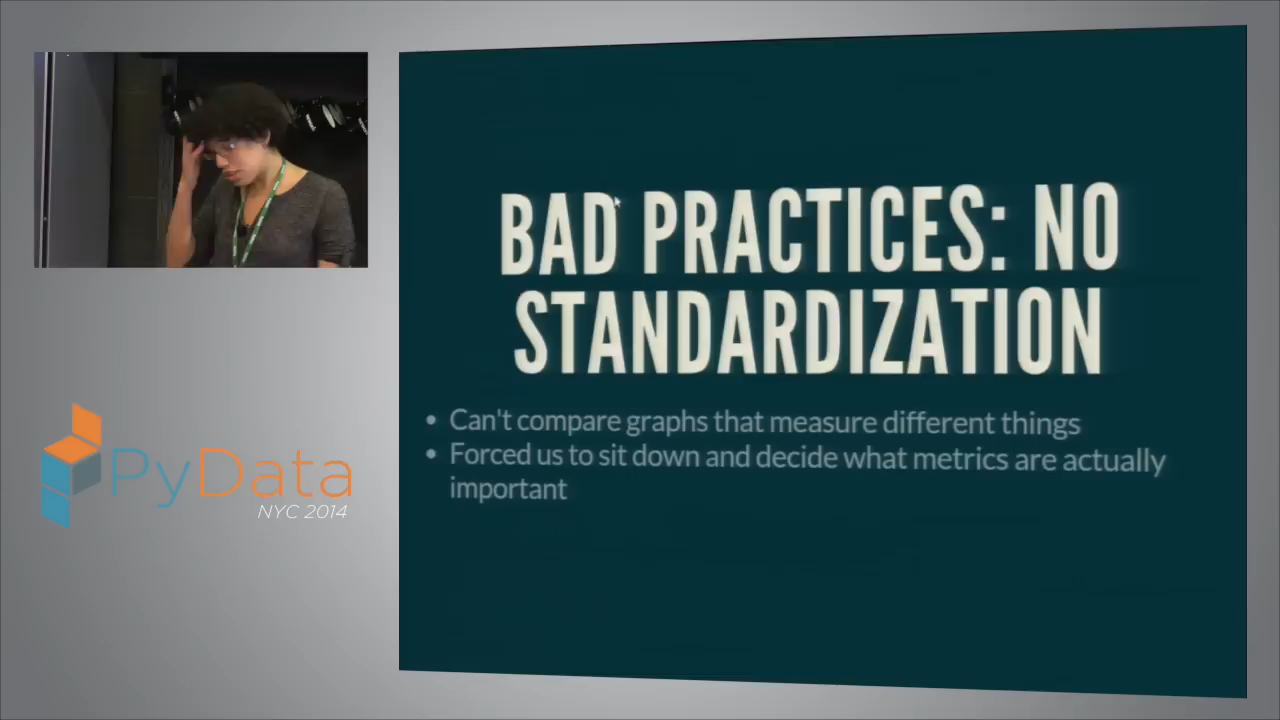 BAD PRACTICES: NO
STANDARDIZATION
• Can't compare graphs that measure different things
• Forced us to sit down and decide what metrics are actually
important
PyData
NYC 2014